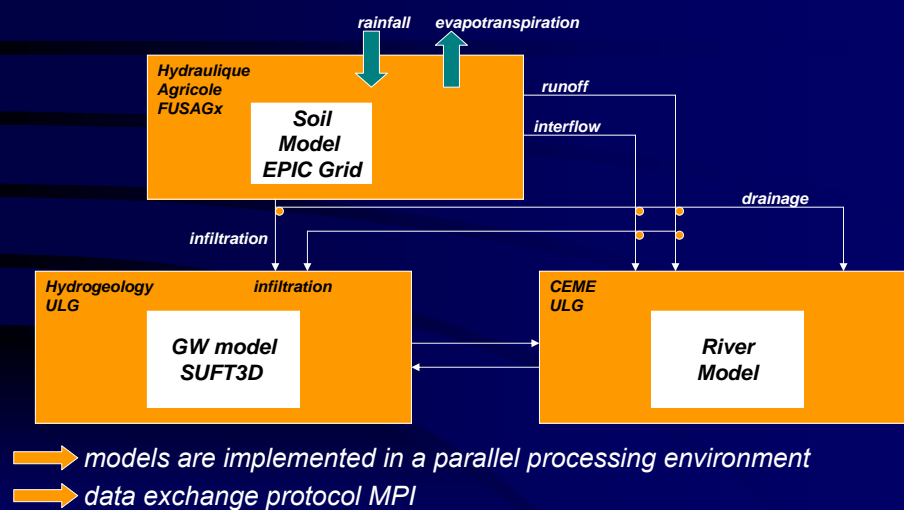 rainfall
evapotranspiration
Hydraulique
Agricole
FUSAGx
Soil
Model
EPIC Grid
runoff
interflow
drainage
infiltration
Hydrogeology
ULG
infiltration
GW model
SUFT3D
CEME
ULG
River
Model
models are implemented in a parallel processing environment
data exchange protocol MPI